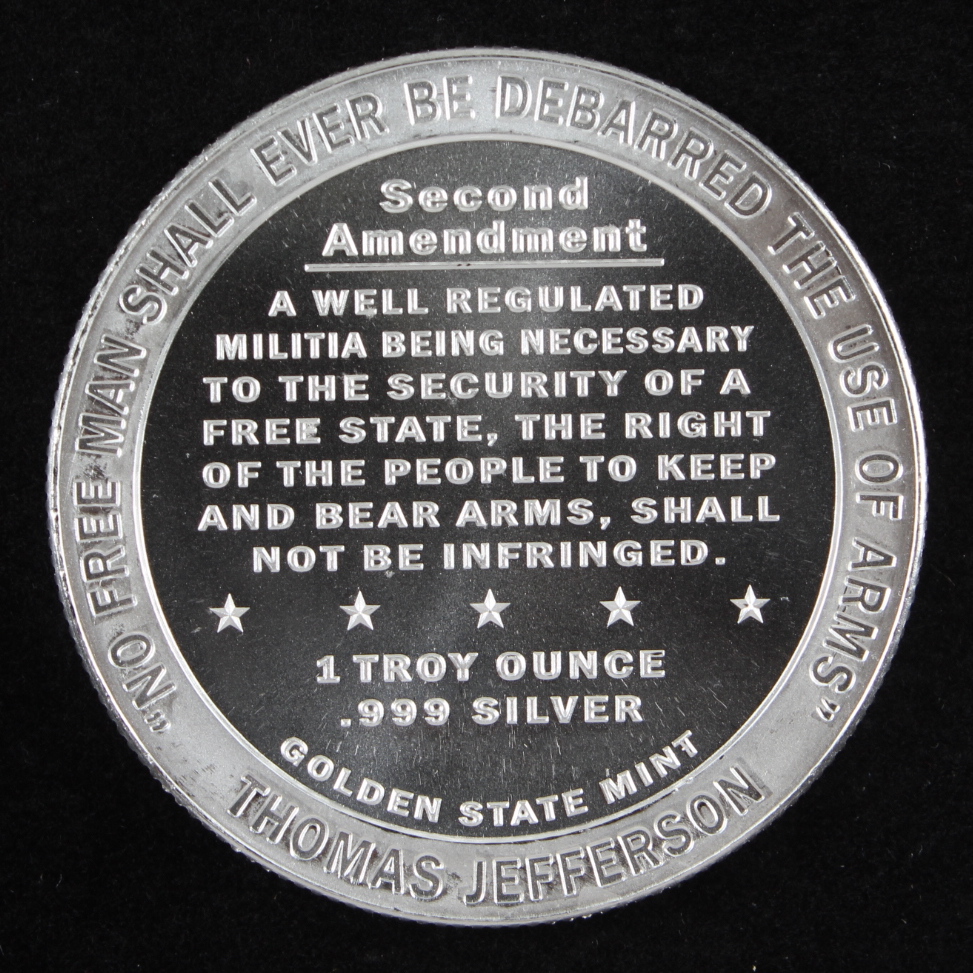 "NO FREE MAN SHALL EVER BE DEBARRED THE USE OF ARMS"
Second
Amendment
A WELL REGULATED
MILITIA BEING NECESSARY
TO THE SECURITY OF A
FREE STATE, THE RIGHT
OF THE PEOPLE TO KEEP
AND BEAR ARMS, SHALL
NOT BE INFRINGED.
1 TROY OUNCE
.999 SILVER
GOLDEN STATE MINT
THOMAS JEFFERSON